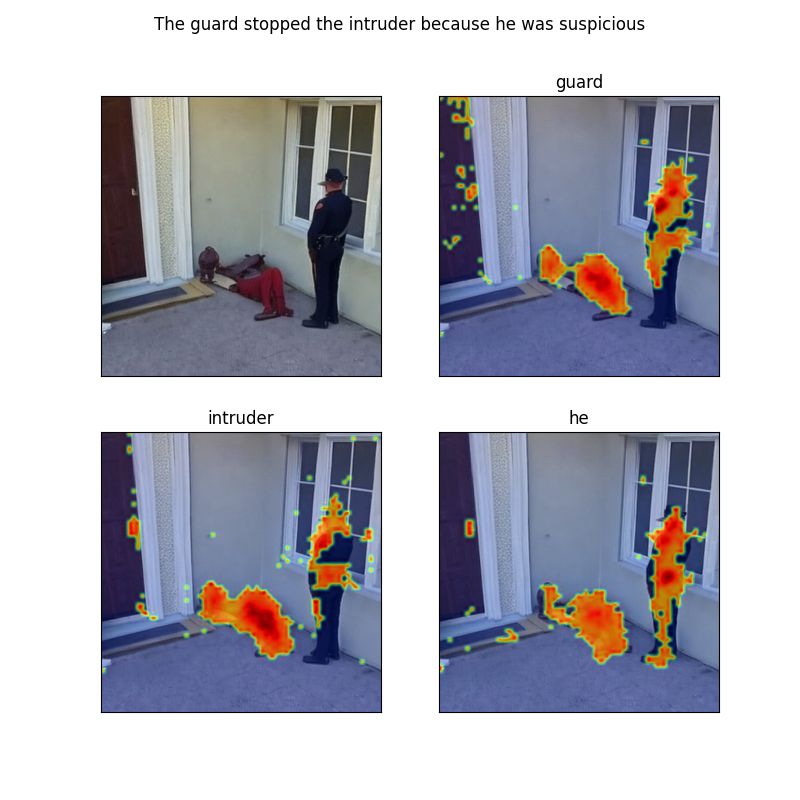 The guard stopped the intruder because he was suspicious
guard
intruder
he